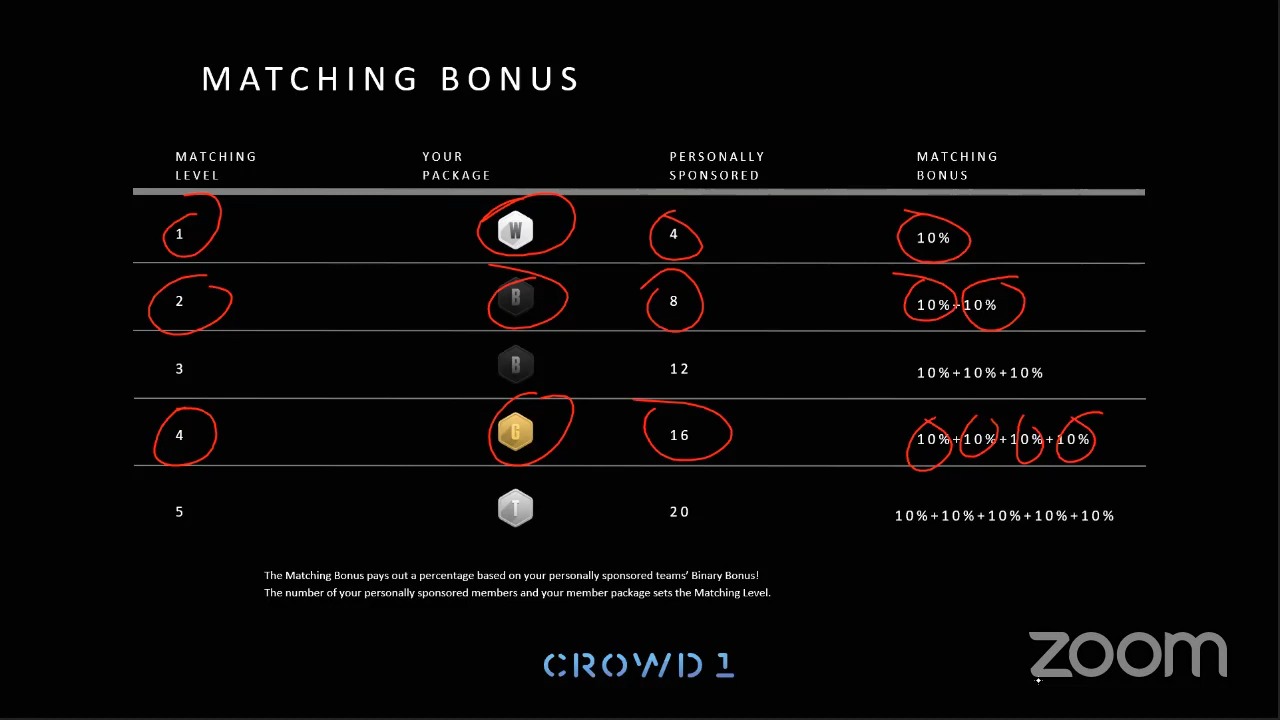 MATCHING BONUS
MATCHING LEVEL
YOUR PACKAGE
PERSONALLY SPONSORED
MATCHING BONUS
1 W 4 10%
2 B 8 10%+10%
3 B 12 10%+10%+10%
4 G 16 10%+10%+10%+10%
5 T 20 10%+10%+10%+10%+10%
The Matching Bonus pays out a percentage based on your personally sponsored teams' Binary Bonus!
The number of your personally sponsored members and your member package sets the Matching Level.
CROWD 1
zoom